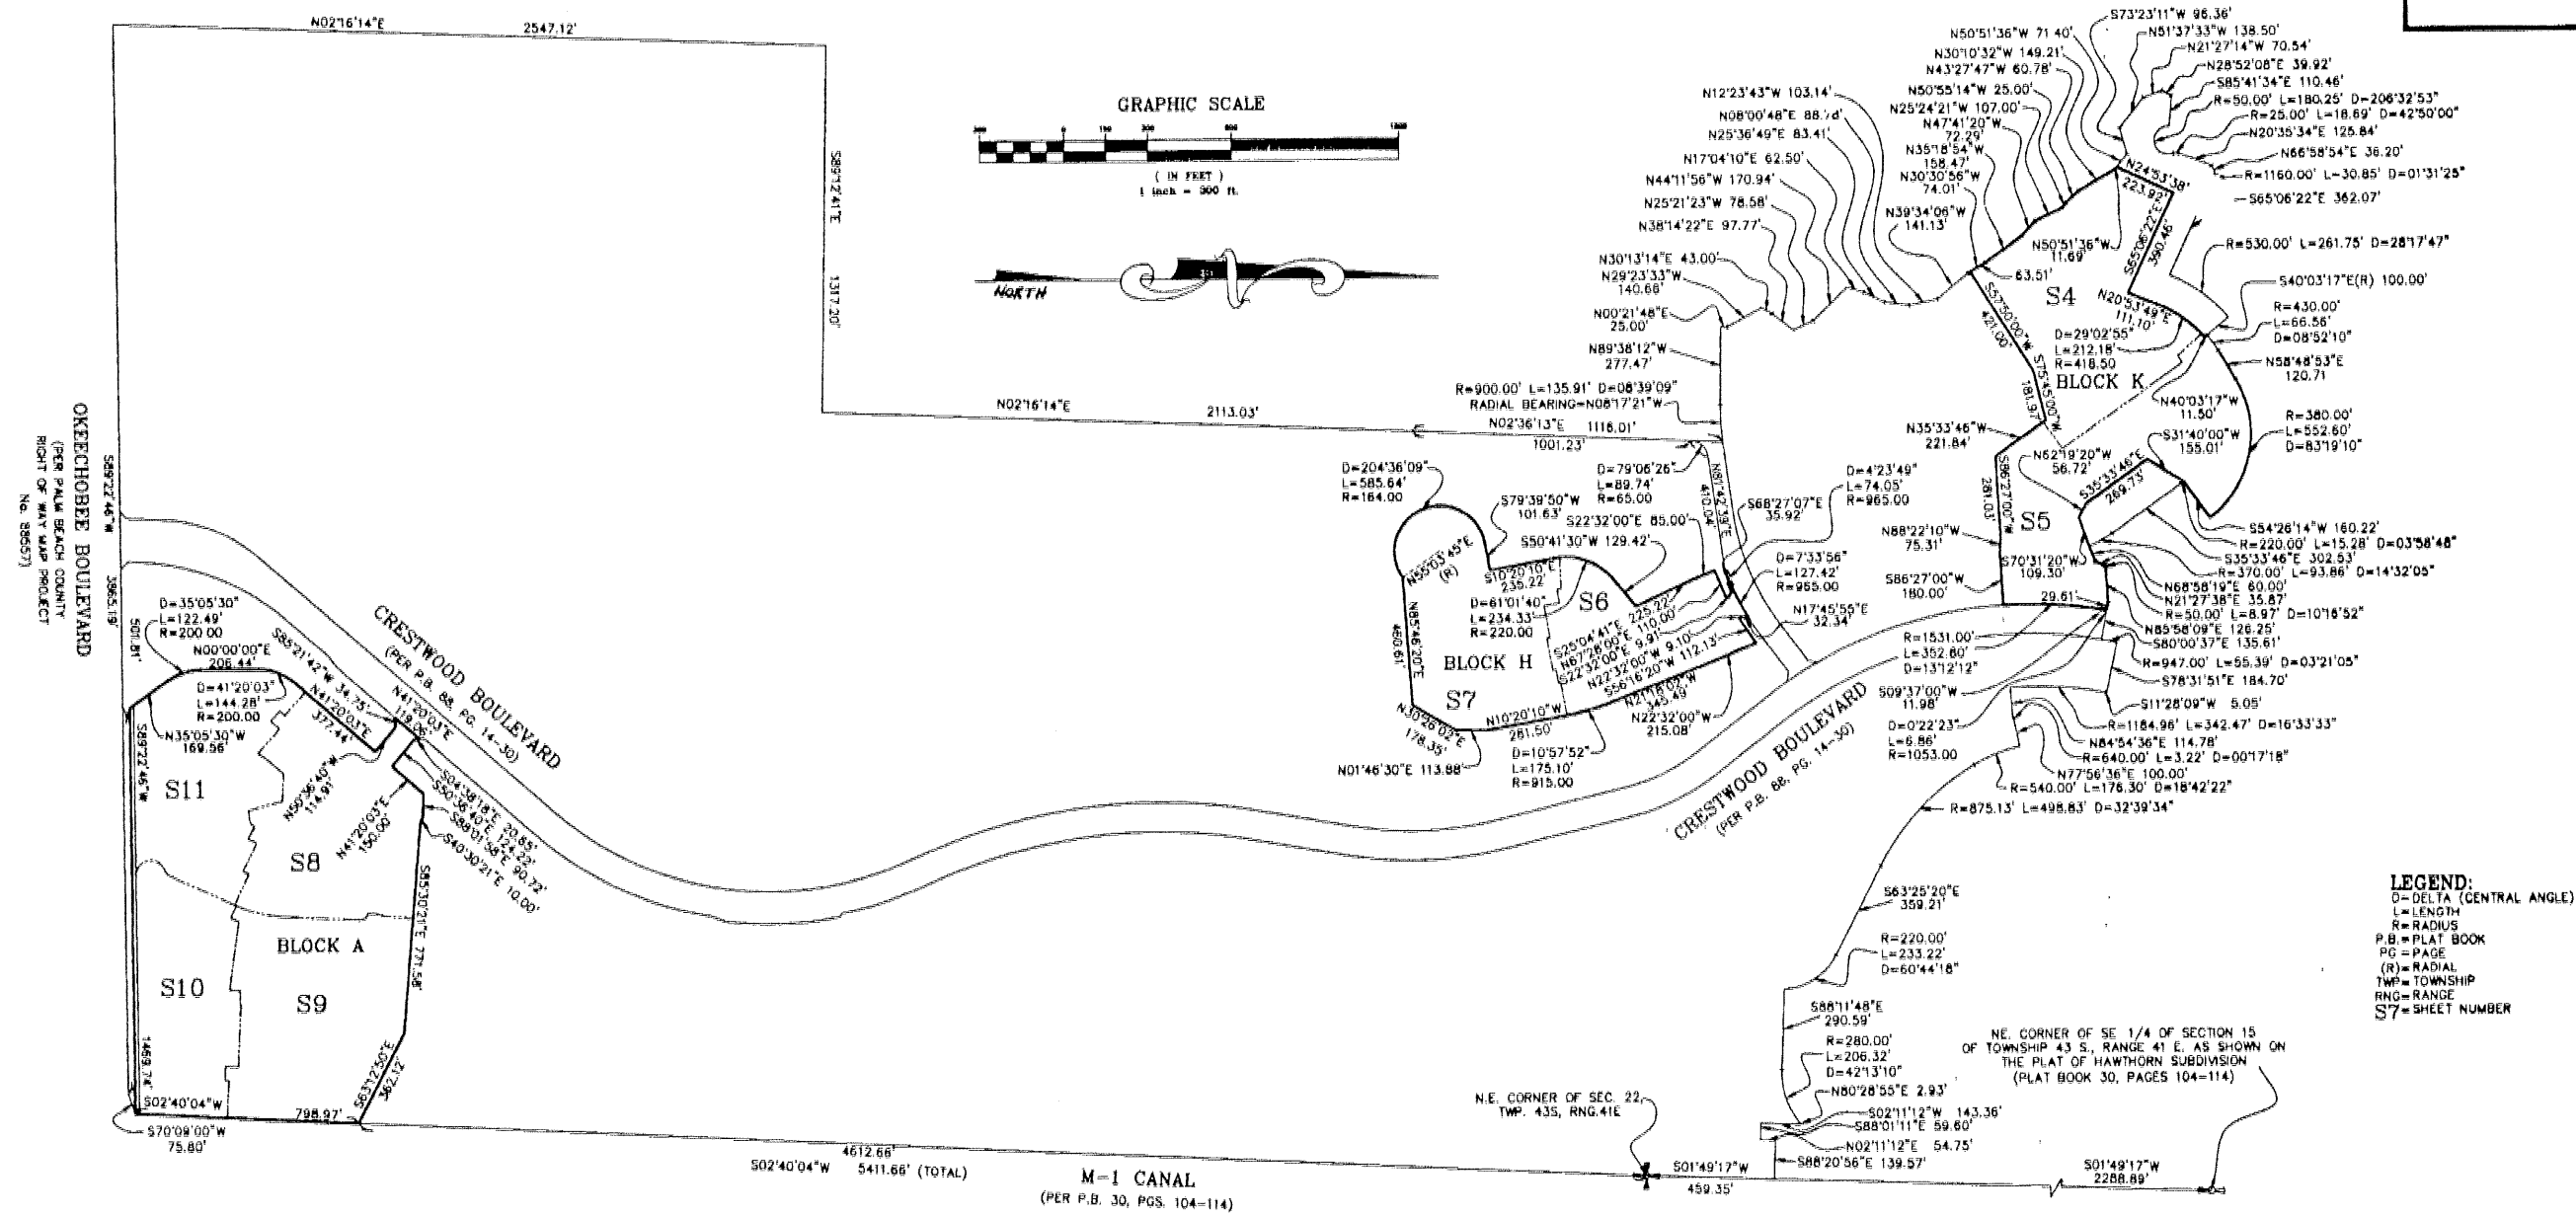 N02°16'14"E
2547.12'
S89°12'41"E
1317.20'
GRAPHIC SCALE
300 0 150 300 600 1200
( IN FEET )
1 inch = 300 ft.
NORTH
N02°16'14"E
2113.03'
N02°36'13"E 1116.01'
1001.23'
OKEECHOBEE BOULEVARD
(PER PALM BEACH COUNTY
RIGHT OF WAY MAP PROJECT
No. 88657)
S89°22'46"W
3865.19'
501.81'
CRESTWOOD BOULEVARD
(PER P.B. 88, PG. 14-30)
D=35°05'30"
L=122.49'
R=200.00
N00°00'00"E
206.44'
D=41°20'03"
L=144.28'
R=200.00
N35°05'30"W
169.56'
S85°21'42"W 34.75'
N41°20'03"E
119.06'
N41°20'03"E
377.44'
N50°36'40"W
114.91'
N41°20'03"E
150.00'
S04°38'18"E 20.85'
S50°36'40"E 124.22'
S88°01'58"E 90.72'
S40°30'21"E 10.00'
S85°30'21"E 771.58'
S89°22'46"W
1469.74'
S11
S8
BLOCK A
S10
S9
S63°12'50"E
362.12'
S02°40'04"W
798.97'
S70°09'00"W
75.80'
4612.66'
S02°40'04"W 5411.66' (TOTAL)
M-1 CANAL
(PER P.B. 30, PGS. 104-114)
D=204°36'09"
L=585.64'
R=164.00
N55°03'45"E
(R)
S79°39'50"W
101.63'
S10°20'10"E
235.22'
S50°41'30"W 129.42'
S22°32'00"E 85.00'
D=79°06'26"
L=89.74'
R=65.00
N81°42'39"E
410.04'
S68°27'07"E
35.92'
D=4°23'49"
L=74.05'
R=965.00
D=7°33'56"
L=127.42'
R=965.00
N17°45'55"E
32.34'
D=61°01'40"
L=234.33'
R=220.00
S6
S25°04'41"E 225.22'
N67°28'00"E 110.00'
S22°32'00"E 9.91'
N22°32'00"W 9.10'
S56°16'20"W 112.13'
N21°18'02"W
345.49'
N22°32'00"W
215.08'
N85°46'20"E
460.61'
BLOCK H
S7
N30°26'02"E
178.35'
N10°20'10"W
281.50'
N01°46'30"E 113.88'
D=10°57'52"
L=175.10'
R=915.00
CRESTWOOD BOULEVARD
(PER P.B. 88, PG. 14-30)
S73°23'11"W 96.36'
N50°51'36"W 71.40'
N51°37'33"W 138.50'
N30°10'32"W 149.21'
N21°27'14"W 70.54'
N43°27'47"W 60.78'
N28°52'08"E 39.92'
N50°55'14"W 25.00'
S85°41'34"E 110.46'
N12°23'43"W 103.14'
N25°24'21"W 107.00'
R=50.00' L=180.25' D=206°32'53"
N08°00'48"E
N47°41'20"W
72.29'
R=25.00' L=18.69' D=42°50'00"
N25°36'49"E 83.41'
N20°35'34"E 125.84'
N35°18'54"W
158.47'
N17°04'10"E 62.50'
N66°58'54"E 36.20'
N30°30'56"W
74.01'
R=1160.00' L=30.85' D=01°31'25"
N44°11'56"W 170.94'
N24°53'38"
223.92'
S65°06'22"E 362.07'
N25°21'23"W 78.58'
N39°34'06"W
141.13'
N38°14'22"E 97.77'
N50°51'36"W
11.69'
S65°06'22"E
390.46'
R=530.00' L=261.75' D=28°17'47"
N30°13'14"E 43.00'
N29°23'33"W
140.66'
63.51'
S40°03'17"E(R) 100.00'
N00°21'48"E
25.00'
S4
N20°53'49"E
111.10'
R=430.00'
L=66.56'
D=08°52'10"
N89°38'12"W
277.47'
S57°50'00"W
421.00'
D=29°02'55"
L=212.18'
R=418.50
N58°48'53"E
120.71
R=900.00' L=135.91' D=08°39'09"
RADIAL BEARING=N08°17'21"W
S75°45'00"W
181.97'
BLOCK K
N40°03'17"W
11.50'
R=380.00'
L=552.60'
D=83°19'10"
N35°33'46"W
221.84'
S31°40'00"W
155.01'
N62°19'20"W
56.72'
S35°33'46"E
269.73'
S86°27'00"W
281.03'
S5
N88°22'10"W
75.31'
S54°26'14"W 160.22'
R=220.00' L=15.28' D=03°58'48"
S35°33'46"E 302.53'
R=370.00' L=93.86' D=14°32'05"
S70°31'20"W
109.30'
N68°58'19"E 60.00'
N21°27'38"E 35.87'
R=50.00' L=8.97' D=10°16'52"
S86°27'00"W
180.00'
29.61'
N85°58'09"E 126.25'
S80°00'37"E 135.61'
R=947.00' L=55.39' D=03°21'05"
S78°31'51"E 184.70'
R=1531.00'
L=352.80'
D=13°12'12"
S09°37'00"W
11.98'
S11°28'09"W 5.05'
R=1184.96' L=342.47' D=16°33'33"
N84°54'36"E 114.78'
D=0°22'23"
L=6.86'
R=1053.00
R=640.00' L=3.22' D=00°17'18"
N77°56'36"E 100.00'
R=540.00' L=176.30' D=18°42'22"
R=875.13' L=498.83' D=32°39'34"
S63°25'20"E
359.21'
R=220.00'
L=233.22'
D=60°44'18"
S88°11'48"E
290.59'
R=280.00'
L=206.32'
D=42°13'10"
N80°28'55"E 2.93'
S02°11'12"W 143.36'
S88°01'11"E 59.60'
N02°11'12"E 54.75'
S88°20'56"E 139.57'
N.E. CORNER OF SEC. 22,
TWP. 43S, RNG.41E
S01°49'17"W
459.35'
S01°49'17"W
2288.89'
NE. CORNER OF SE 1/4 OF SECTION 15
OF TOWNSHIP 43 S., RANGE 41 E. AS SHOWN ON
THE PLAT OF HAWTHORN SUBDIVISION
(PLAT BOOK 30, PAGES 104-114)
LEGEND:
D=DELTA (CENTRAL ANGLE)
L=LENGTH
R=RADIUS
P.B.=PLAT BOOK
PG=PAGE
(R)=RADIAL
TWP=TOWNSHIP
RNG=RANGE
S7=SHEET NUMBER